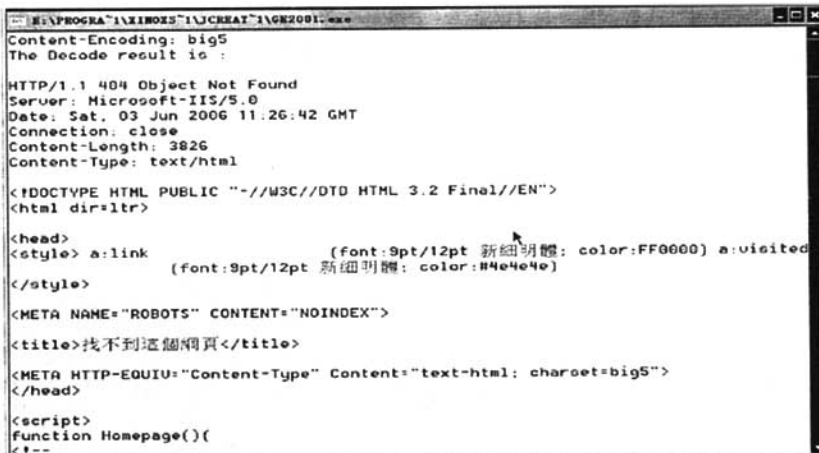 E:\PROGRA~1\XINOXS~1\JCREAT~1\GE2001.exe
Content-Encoding: big5
The Decode result is :
HTTP/1.1 404 Object Not Found
Server: Microsoft-IIS/5.0
Date: Sat, 03 Jun 2006 11:26:42 GMT
Connection: close
Content-Length: 3826
Content-Type: text/html
<!DOCTYPE HTML PUBLIC "-//W3C//DTD HTML 3.2 Final//EN">
<html dir=ltr>
<head>
<style> a:link {font:9pt/12pt 新細明體; color:FF0000} a:visited
{font:9pt/12pt 新細明體; color:#4e4e4e}
</style>
<META NAME="ROBOTS" CONTENT="NOINDEX">
<title>找不到這個網頁</title>
<META HTTP-EQUIV="Content-Type" Content="text-html; charset=big5">
</head>
<script>
function Homepage(){
<!--